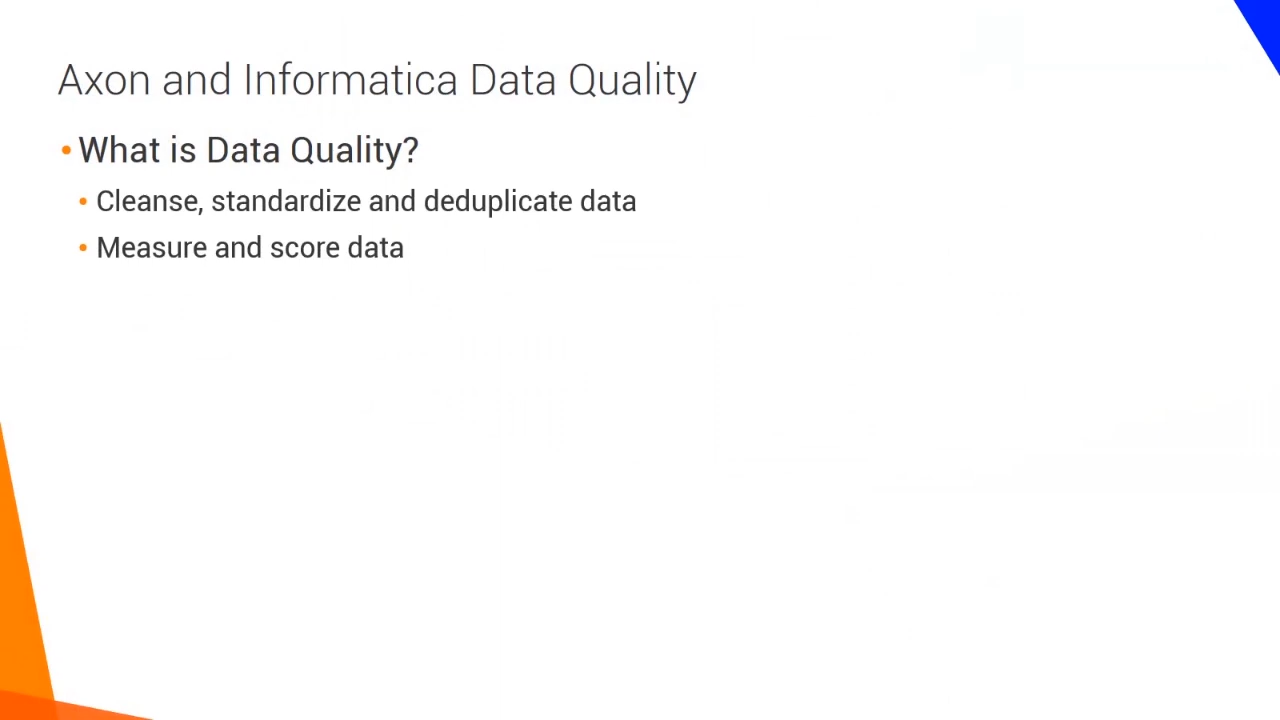 Axon and Informatica Data Quality
• What is Data Quality?
• Cleanse, standardize and deduplicate data
• Measure and score data